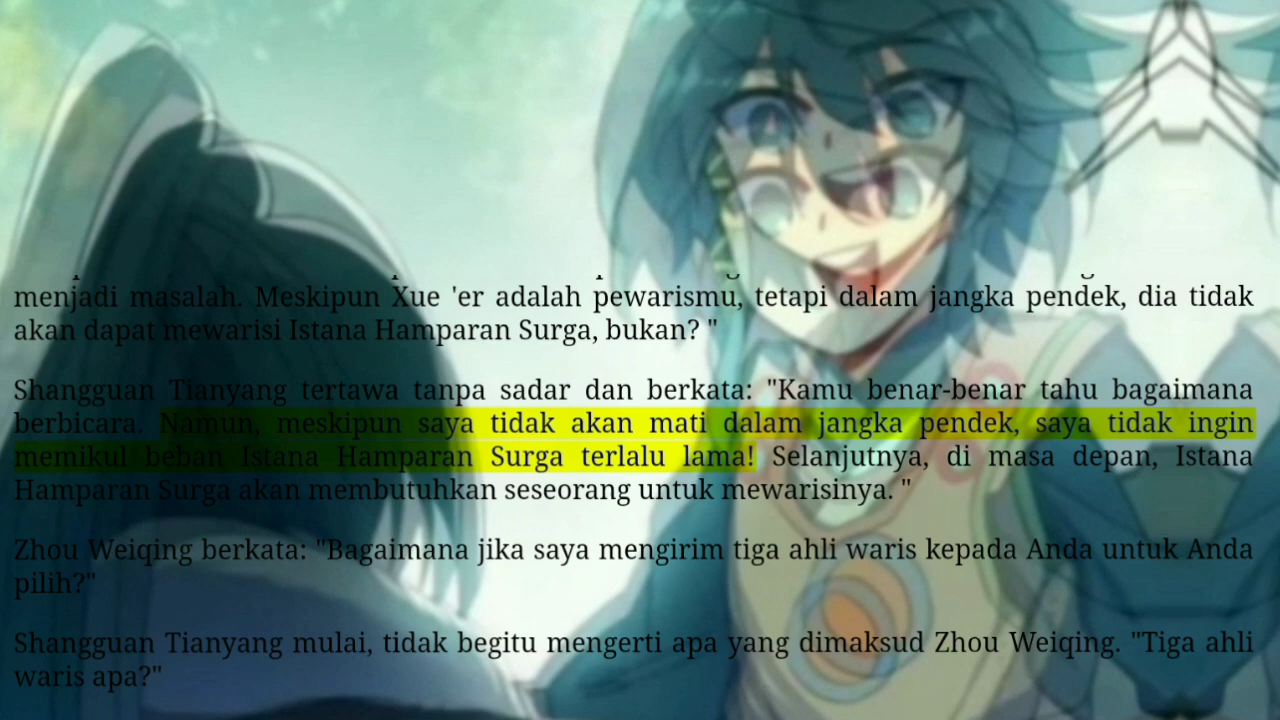 menjadi masalah. Meskipun Xue 'er adalah pewarismu, tetapi dalam jangka pendek, dia tidak
akan dapat mewarisi Istana Hamparan Surga, bukan? "
Shangguan Tianyang tertawa tanpa sadar dan berkata: "Kamu benar-benar tahu bagaimana
berbicara. Namun, meskipun saya tidak akan mati dalam jangka pendek, saya tidak ingin
memikul beban Istana Hamparan Surga terlalu lama! Selanjutnya, di masa depan, Istana
Hamparan Surga akan membutuhkan seseorang untuk mewarisinya. "
Zhou Weiqing berkata: "Bagaimana jika saya mengirim tiga ahli waris kepada Anda untuk Anda
pilih?"
Shangguan Tianyang mulai, tidak begitu mengerti apa yang dimaksud Zhou Weiqing. "Tiga ahli
waris apa?"